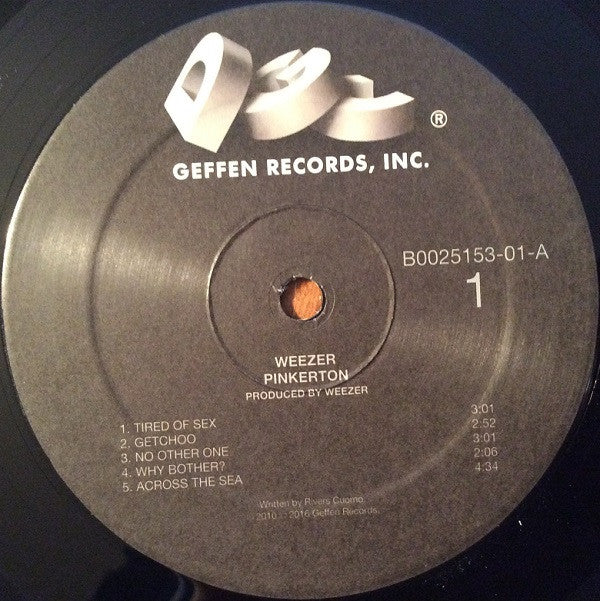 ®
GEFFEN RECORDS, INC.
B0025153-01-A
1
WEEZER
PINKERTON
PRODUCED BY WEEZER
1. TIRED OF SEX 3:01
2. GETCHOO 2:52
3. NO OTHER ONE 3:01
4. WHY BOTHER? 2:06
5. ACROSS THE SEA 4:34
Written by Rivers Cuomo
2016 Geffen Records.